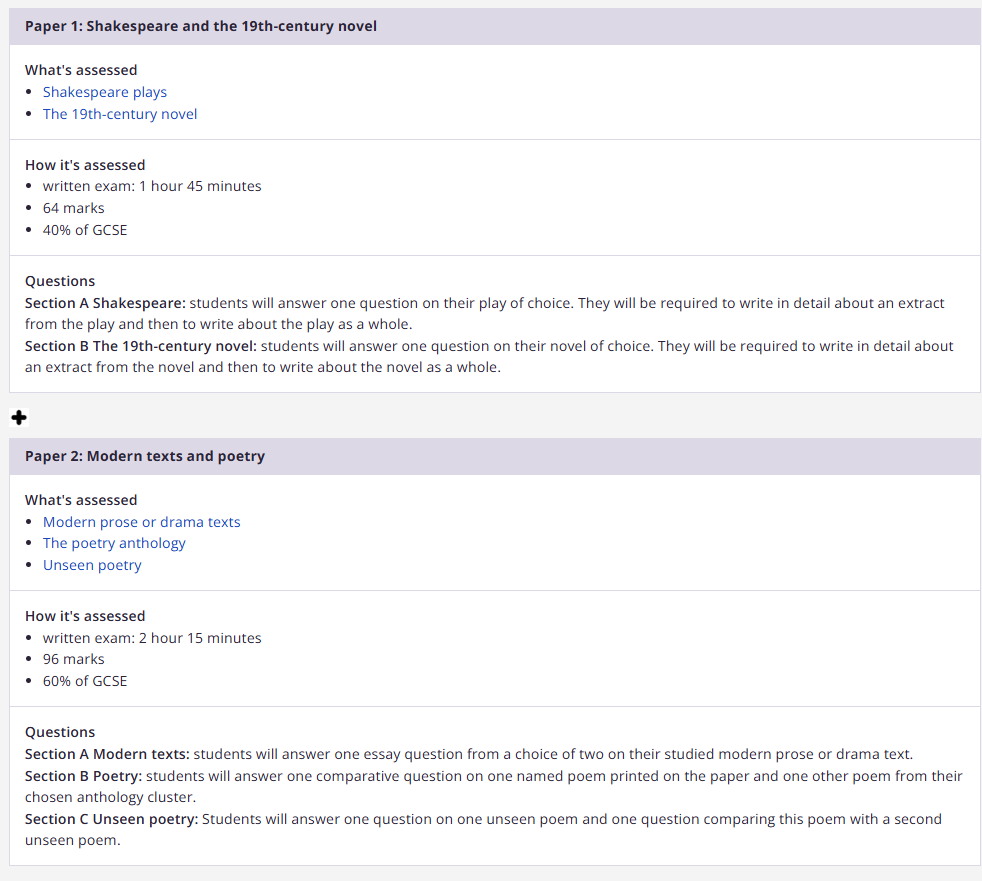 Paper 1: Shakespeare and the 19th-century novel
What's assessed
• Shakespeare plays
• The 19th-century novel
How it's assessed
• written exam: 1 hour 45 minutes
• 64 marks
• 40% of GCSE
Questions
Section A Shakespeare: students will answer one question on their play of choice. They will be required to write in detail about an extract
from the play and then to write about the play as a whole.
Section B The 19th-century novel: students will answer one question on their novel of choice. They will be required to write in detail about
an extract from the novel and then to write about the novel as a whole.
Paper 2: Modern texts and poetry
What's assessed
• Modern prose or drama texts
• The poetry anthology
• Unseen poetry
How it's assessed
• written exam: 2 hour 15 minutes
• 96 marks
• 60% of GCSE
Questions
Section A Modern texts: students will answer one essay question from a choice of two on their studied modern prose or drama text.
Section B Poetry: students will answer one comparative question on one named poem printed on the paper and one other poem from their
chosen anthology cluster.
Section C Unseen poetry: Students will answer one question on one unseen poem and one question comparing this poem with a second
unseen poem.